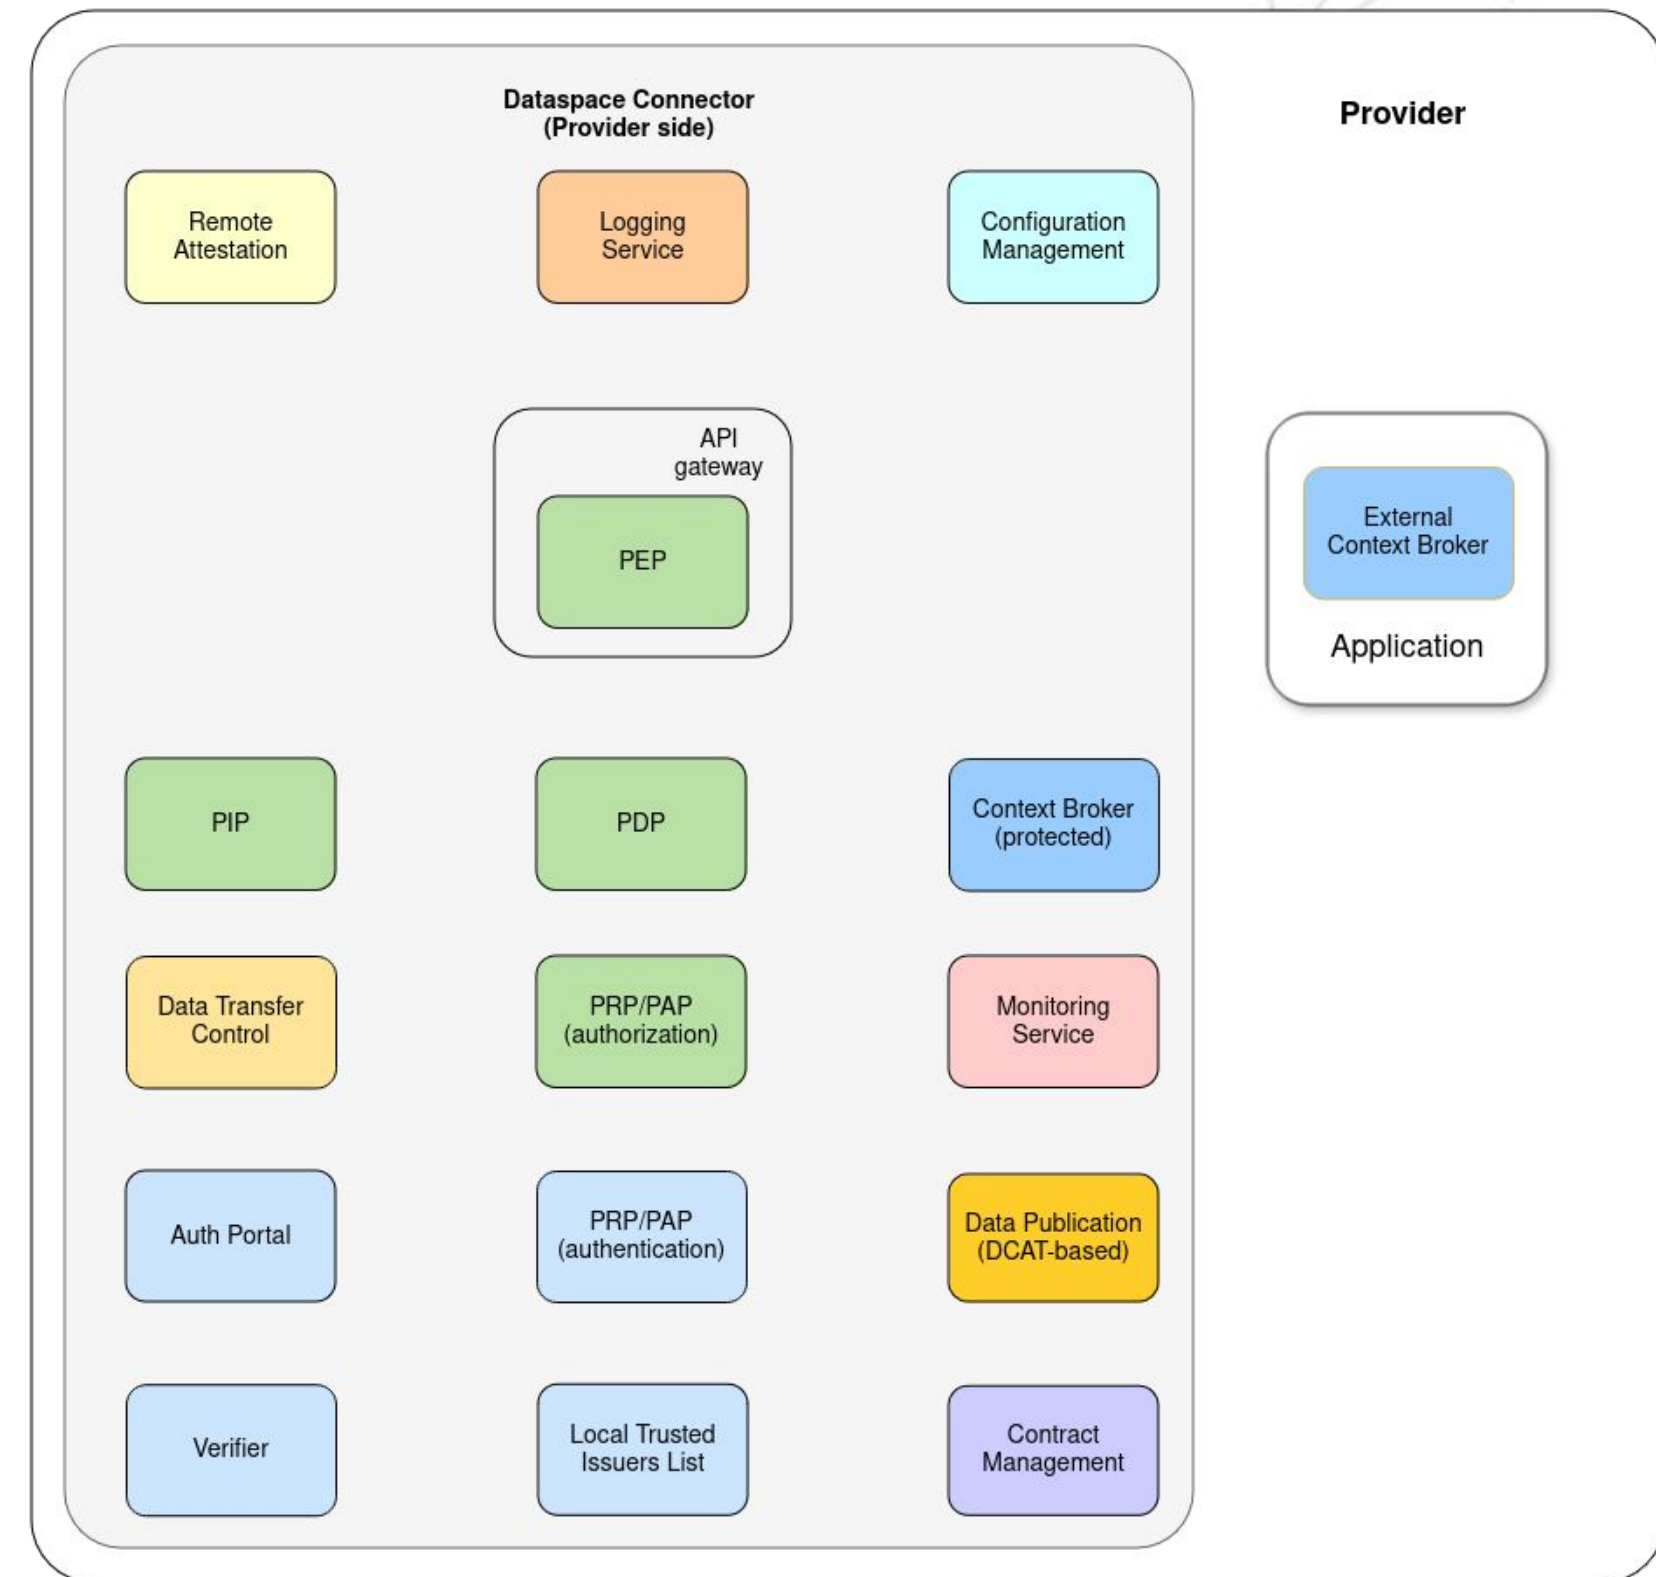 Dataspace Connector
(Provider side)
Provider
Remote
Attestation
Logging
Service
Configuration
Management
API
gateway
PEP
External
Context Broker
Application
PIP
PDP
Context Broker
(protected)
Data Transfer
Control
PRP/PAP
(authorization)
Monitoring
Service
Auth Portal
PRP/PAP
(authentication)
Data Publication
(DCAT-based)
Verifier
Local Trusted
Issuers List
Contract
Management